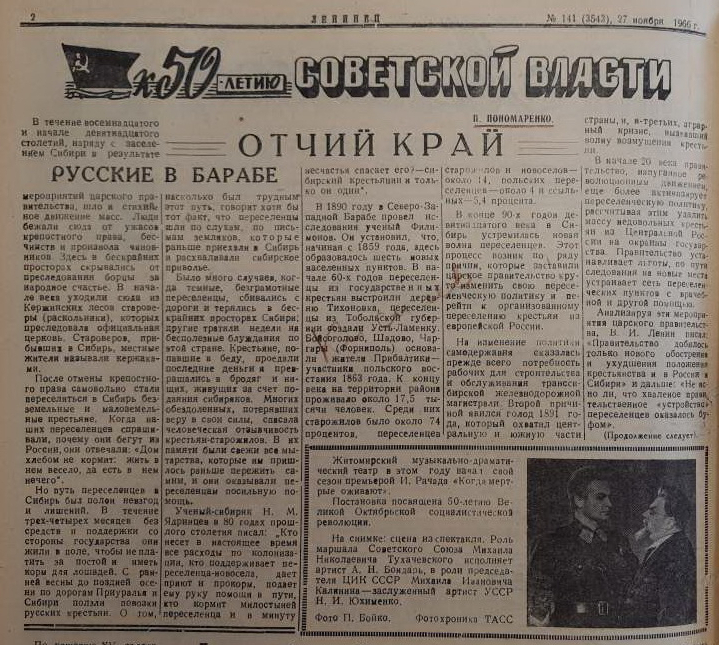 2
ЛЕНИНЕЦ
№ 141 (3542), 27 ноября 1966 г.
К 50-ЛЕТИЮ СОВЕТСКОЙ ВЛАСТИ
П. ПОНОМАРЕНКО.
ОТЧИЙ КРАЙ
В течение восемнадцатого
и начале девятнадцатого
столетий, наряду с заселе-
нием Сибири в результате
РУССКИЕ В БАРАБЕ
мероприятий царского пра-
вительства, шло и стихий-
ное движение масс. Люди
бежали сюда от ужасов
крепостного права, бес-
чинств и произвола чинов-
ников. Здесь в бескрайних
просторах скрывались от
преследования борцы за
народное счастье. В нача-
ле века уходили сюда из
Керженских лесов старове-
ры (раскольники), которых
преследовала официальная
церковь. Староверов, при-
бывших в Сибирь, местные
жители называли кержака-
ми.
После отмены крепостно-
го права самовольно стали
переселяться в Сибирь без-
земельные и малоземель-
ные крестьяне. Когда на-
ших переселенцев спраши-
вали, почему они бегут из
России, они отвечали: «Дом
хлебом не кормит: жить в
нем весело, да есть в нем
нечего».
Но путь переселенцев в
Сибирь был полон невзгод
и лишений. В течение
трех-четырех месяцев без
средств и поддержки со
стороны государства они
жили в поле, чтобы не пла-
тить за постой и иметь
корм для лошадей. С ран-
ней весны до поздней осе-
ни по дорогам Приуралья и
Сибири ползли повозки
русских крестьян. О том,
насколько был трудным
этот путь, говорит хотя бы
тот факт, что переселенцы
шли по слухам, по пись-
мам земляков, которые
раньше приехали в Сибирь
и расхваливали сибирское
приволье.
Было много случаев, ког-
да темные, безграмотные
переселенцы, сбивались с
дороги и терялись в бес-
крайних просторах Сибири;
другие тратили недели на
бесполезные блуждания по
этой стране. Крестьяне, по-
павшие в беду, проедали
последние деньги и превра-
щались в бродяг и ни-
щих, живущих за счет по-
даяния сибиряков. Многих
обездоленных, потерявших
веру в свои силы, спасала
человеческая отзывчивость
крестьян-старожилов. В их
памяти были свежи все мы-
тарства, которые им приш-
лось раньше пережить са-
мим, и они оказывали пе-
реселенцам посильную по-
мощь.
Ученый-сибиряк Н. М.
Ядринцев в 80 годах прош-
лого столетия писал: «Кто
несет в настоящее время
все расходы по колониза-
ции, кто поддерживает пе-
реселенца-новосела, дает
приют и прокорм, подает
ему руку помощи в пути,
кто кормит милостыней
переселенца и в минуту
несчастья спасает его?—си-
бирский крестьянин и толь-
ко он один".
В 1890 году в Северо-За-
падной Барабе провел ис-
следования ученый Филимо-
нов. Он установил, что,
начиная с 1859 года, здесь
образовалось шесть новых
населенных пунктов. В на-
чале 60-х годов переселен-
цы из государственных
крестьян выстроили дерев-
ню Тихоновка, переселен-
цы из Тобольской губер-
нии создали Усть-Ламенку.
Богословка, Шадово, Чар-
гары основа-
ли жители Прибалтики—
участники польского вос-
стания 1863 года. К концу
века на территории района
проживало около 17,5 ты-
сячи человек. Среди них
старожилов было около 74
процентов, переселенцев
старожилов и новоселов—
около 14, польских пере-
селенцев—около 4 и ссыль-
ных—5,4 процента.
В конце 90-х годов девят-
надцатого века в Сибирь
устремилась новая
волна переселенцев. Этот
процесс возник по ряду
причин, которые заставили
царское правительство кру-
то изменить свою пересе-
ленческую политику и пе-
рейти к организованному
переселению крестьян из
европейской России.
На изменение политики
самодержавия сказалась
прежде всего потребность
рабочих для строительства
и обслуживания транссиб-
бирской железнодорожной
магистрали. Второй причи-
ной явился голод 1891 го-
да, который охватил цент-
ральную и южную части
страны, и, в-третьих, аграр-
ный кризис, вызвавший
волну возмущения кресть-
ян.
В начале 20 века прави-
тельство, напуганное ре-
волюционным движением,
еще более активизирует
переселенческую политику,
рассчитывая этим удалить
массу недовольных кресть-
ян из Центральной Рос-
сии на окраины государст-
ва. Правительство уста-
навливает льготы, по пути
следования на новые места
устраивает сеть переселен-
ческих пунктов с врачеб-
ной и другой помощью.
Анализируя эти меро-
приятия царского правитель-
ства, В. И. Ленин писал:
«Правительство добилось
только нового обострения
и ухудшения положения
крестьянства и в России и в
Сибири» и дальше: «Не яс-
но ли, что хваленое прави-
тельственное «устройство»
переселенцев оказалось бу-
фом».
(Продолжение следует).
Житомирский музыкально-драмати-
ческий театр в этом году начал свой
сезон премьерой И. Рачада «Когда мерт-
вые оживают».
Постановка посвящена 50-летию Ве-
ликой Октябрьской социалистической
революции.
На снимке: сцена из спектакля. Роль
маршала Советского Союза Михаила
Николаевича Тухачевского исполняет
артист А. Н. Бондарь, в роли председа-
теля ЦИК СССР Михаила Ивановича
Калинина—заслуженный артист УССР
Н. И. Юхименко.
Фото П. Бойко. Фотохроника ТАСС